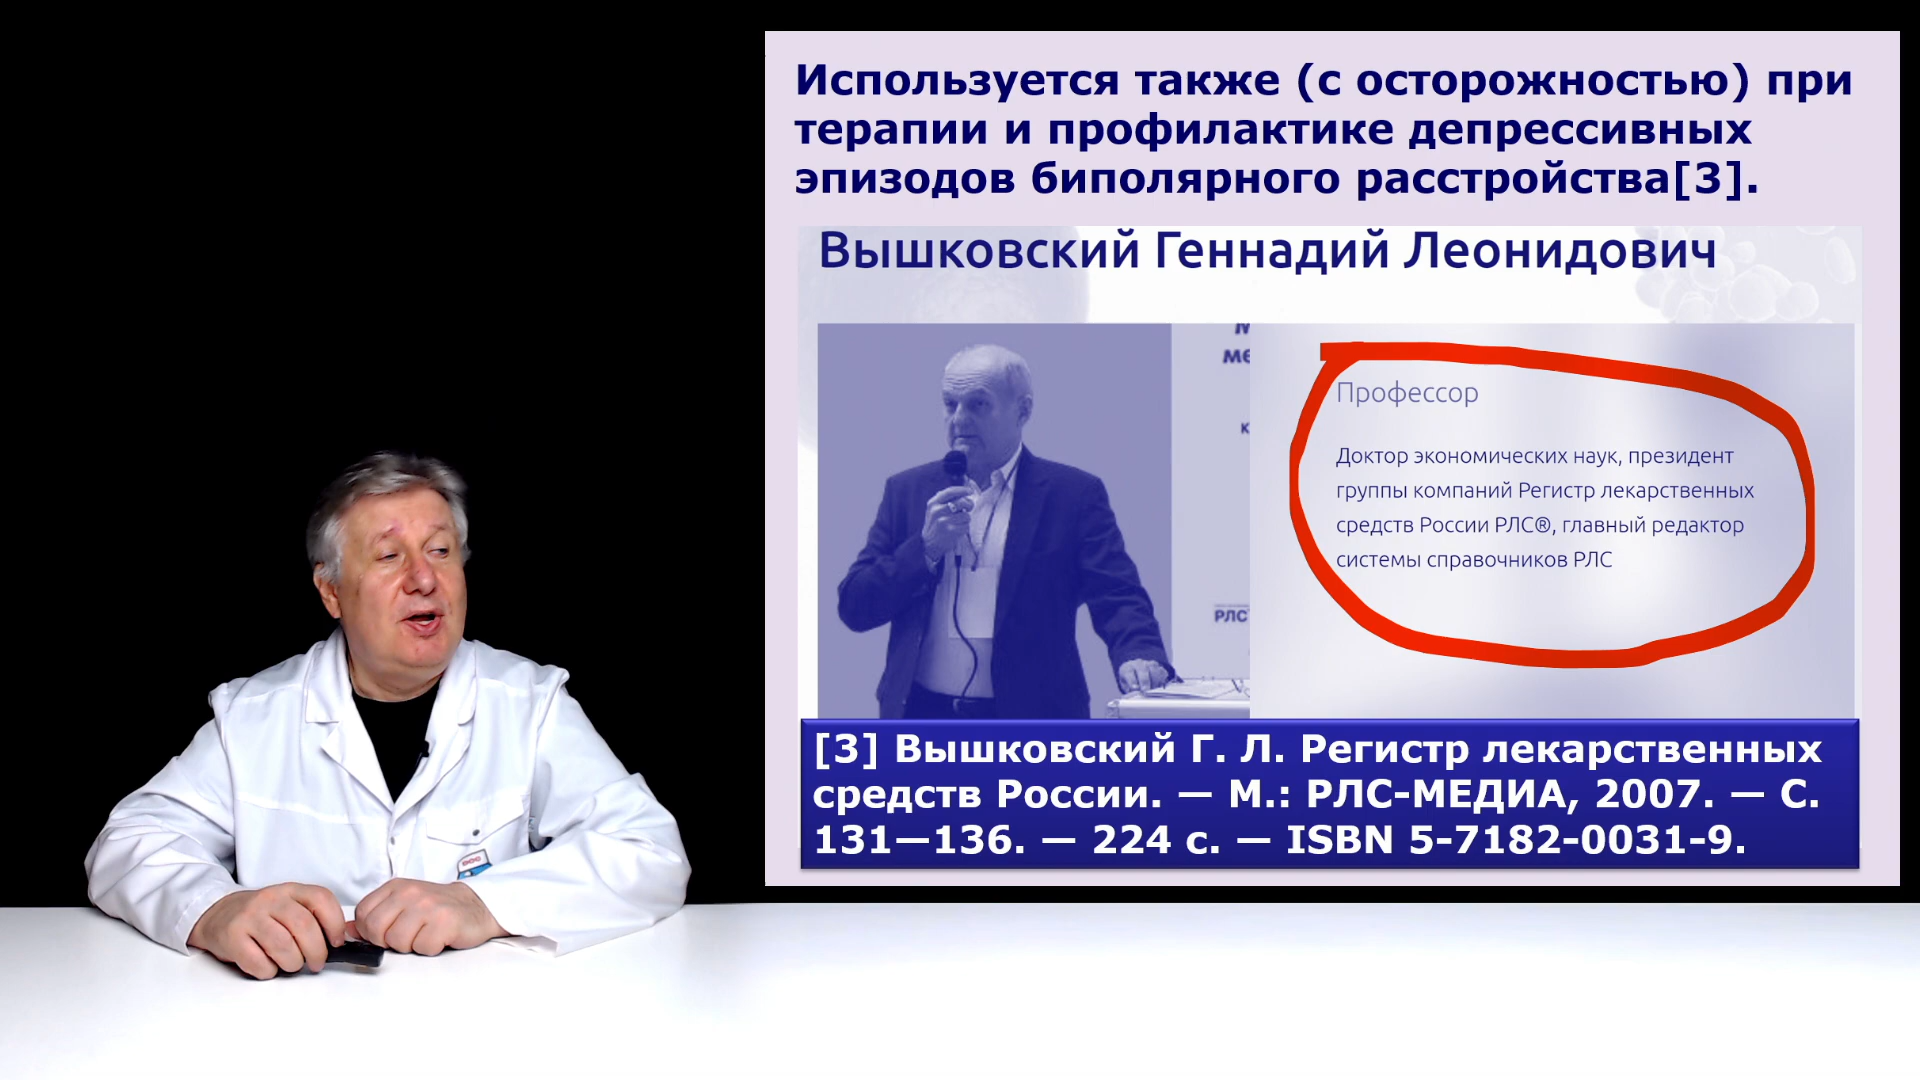 Используется также (с осторожностью) при
терапии и профилактике депрессивных
эпизодов биполярного расстройства[3].
Вышковский Геннадий Леонидович
Профессор
Доктор экономических наук, президент
группы компаний Регистр лекарственных
средств России РЛС®, главный редактор
системы справочников РЛС
РЛС
[3] Вышковский Г. Л. Регистр лекарственных
средств России. — М.: РЛС-МЕДИА, 2007. — С.
131—136. — 224 с. — ISBN 5-7182-0031-9.